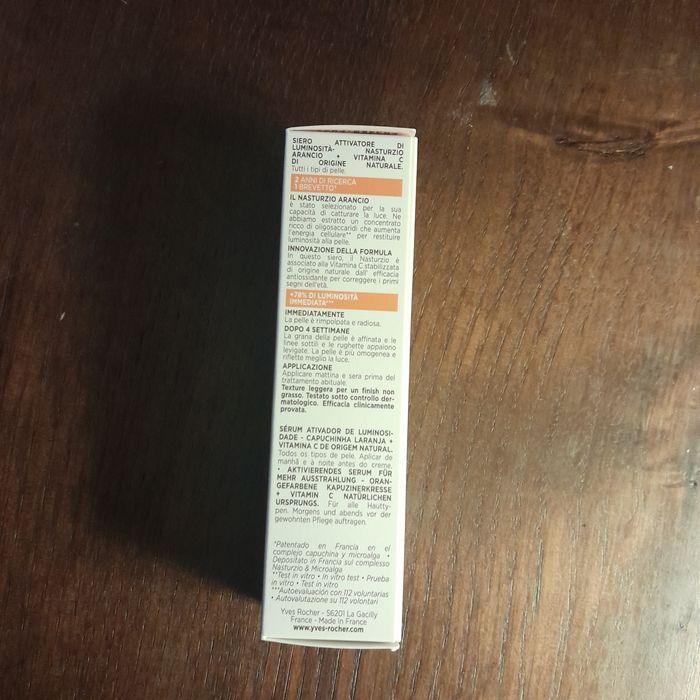 SIERO ATTIVATORE DI
LUMINOSITÀ- NASTURZIO
ARANCIO + VITAMINA C
DI ORIGINE NATURALE.
Tutti i tipi di pelle.
2 ANNI DI RICERCA
1 BREVETTO*
IL NASTURZIO ARANCIO
è stato selezionato per la sua
capacità di catturare la luce. Ne
abbiamo estratto un concentrato
ricco di oligosaccaridi che aumenta
l'energia cellulare** per restituire
luminosità alla pelle.
INNOVAZIONE DELLA FORMULA
In questo siero, il Nasturzio è
associato alla Vitamina C stabilizzata
di origine naturale dall' efficacia
antiossidante per correggere i primi
segni dell'età.
+78% DI LUMINOSITÀ
IMMEDIATA***
IMMEDIATAMENTE
La pelle è rimpolpata e radiosa.
DOPO 4 SETTIMANE
La grana della pelle è affinata e le
linee sottili e le rughette appaiono
levigate. La pelle è più omogenea e
riflette meglio la luce.
APPLICAZIONE
Applicare mattina e sera prima del
trattamento abituale.
Texture leggera per un finish non
grasso. Testato sotto controllo der-
matologico. Efficacia clinicamente
provata.
SÉRUM ATIVADOR DE LUMINOSI-
DADE - CAPUCHINHA LARANJA +
VITAMINA C DE ORIGEM NATURAL.
Todos os tipos de pele. Aplicar de
manhã e à noite antes do creme.
• AKTIVIERENDES SERUM FÜR
MEHR AUSSTRAHLUNG - ORAN-
GEFARBENE KAPUZINERKRESSE
+ VITAMIN C NATÜRLICHEN
URSPRUNGS. Für alle Hautty-
pen. Morgens und abends vor der
gewohnten Pflege auftragen.
*Patentado en Francia en el
complejo capuchina y microalga •
Depositato in Francia sul complesso
Nasturzio & Microalga
**Test in vitro • In vitro test • Prueba
in vitro • Test in vitro
***Autoevaluación con 112 voluntarias
• Autovalutazione su 112 volontari
Yves Rocher - 56201 La Gacilly
France - Made in France
www.yves-rocher.com